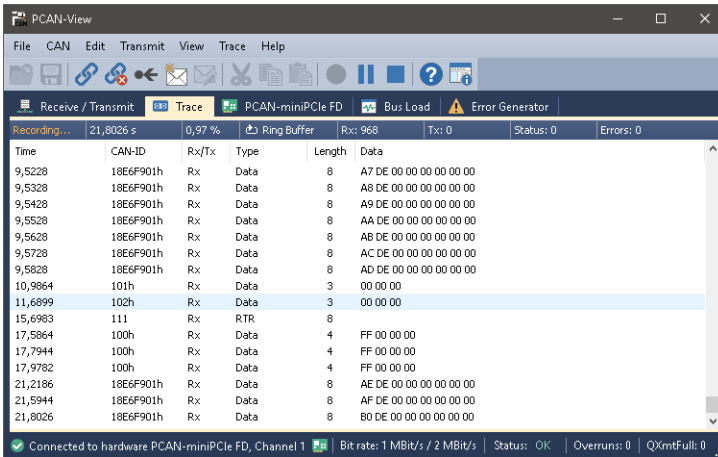 PCAN-View
File CAN Edit Transmit View Trace Help
Receive / Transmit Trace PCAN-miniPCIe FD Bus Load Error Generator
Recording... 21,8026 s 0,97 % Ring Buffer Rx: 968 Tx: 0 Status: 0 Errors: 0
Time CAN-ID Rx/Tx Type Length Data
9,5228 18E6F901h Rx Data 8 A7 DE 00 00 00 00 00 00
9,5328 18E6F901h Rx Data 8 A8 DE 00 00 00 00 00 00
9,5428 18E6F901h Rx Data 8 A9 DE 00 00 00 00 00 00
9,5528 18E6F901h Rx Data 8 AA DE 00 00 00 00 00 00
9,5628 18E6F901h Rx Data 8 AB DE 00 00 00 00 00 00
9,5728 18E6F901h Rx Data 8 AC DE 00 00 00 00 00 00
9,5828 18E6F901h Rx Data 8 AD DE 00 00 00 00 00 00
10,9864 101h Rx Data 3 00 00 00
11,6899 102h Rx Data 3 00 00 00
15,6983 111 Rx RTR 8
17,5864 100h Rx Data 4 FF 00 00 00
17,7944 100h Rx Data 4 FF 00 00 00
17,9782 100h Rx Data 4 FF 00 00 00
21,2186 18E6F901h Rx Data 8 AE DE 00 00 00 00 00 00
21,5944 18E6F901h Rx Data 8 AF DE 00 00 00 00 00 00
21,8026 18E6F901h Rx Data 8 B0 DE 00 00 00 00 00 00
Connected to hardware PCAN-miniPCIe FD, Channel 1 Bit rate: 1 MBit/s / 2 MBit/s Status: OK Overruns: 0 QXmtFull: 0